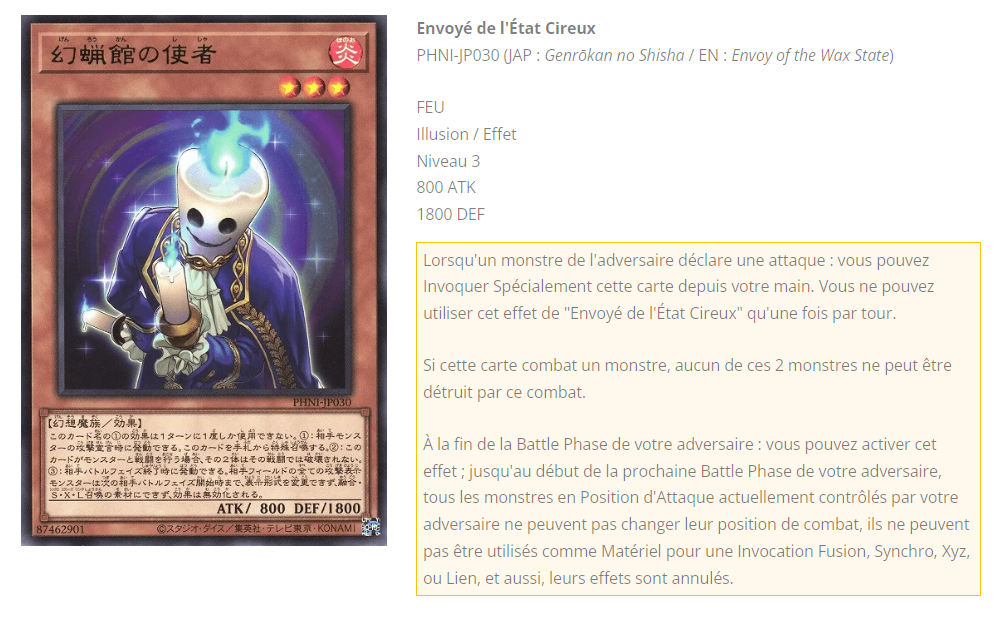 幻蝋館の使者
げんろうかん ししゃ
炎
ほのお
PHNI-JP030
【幻想魔族／効果】
このカード名の①の効果は１ターンに１度しか使用できない。①：相手モンス
ターの攻撃宣言時に発動できる。このカードを手札から特殊召喚する。②：この
カードがモンスターと戦闘を行う場合、その２体はその戦闘では破壊されない。
③：相手バトルフェイズ終了時に発動できる。相手フィールドの全ての攻撃表示
モンスターは次の相手バトルフェイズ開始時まで、表示形式を変更できず、融合・
S・X・L召喚の素材にできず、効果は無効化される。
ATK/ 800 DEF/1800
87462901 ©スタジオ・ダイス／集英社・テレビ東京・KONAMI
Envoyé de l'État Cireux
PHNI-JP030 (JAP : Genrōkan no Shisha / EN : Envoy of the Wax State)
FEU
Illusion / Effet
Niveau 3
800 ATK
1800 DEF
Lorsqu'un monstre de l'adversaire déclare une attaque : vous pouvez
Invoquer Spécialement cette carte depuis votre main. Vous ne pouvez
utiliser cet effet de "Envoyé de l'État Cireux" qu'une fois par tour.
Si cette carte combat un monstre, aucun de ces 2 monstres ne peut être
détruit par ce combat.
À la fin de la Battle Phase de votre adversaire : vous pouvez activer cet
effet ; jusqu'au début de la prochaine Battle Phase de votre adversaire,
tous les monstres en Position d'Attaque actuellement contrôlés par votre
adversaire ne peuvent pas changer leur position de combat, ils ne peuvent
pas être utilisés comme Matériel pour une Invocation Fusion, Synchro, Xyz,
ou Lien, et aussi, leurs effets sont annulés.